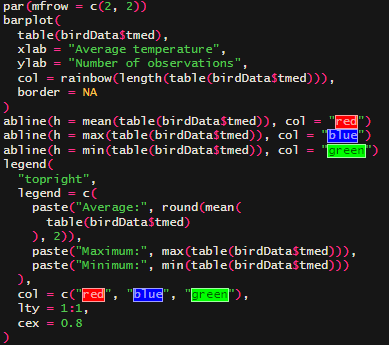 par(mfrow = c(2, 2))
barplot(
  table(birdData$tmed),
  xlab = "Average temperature",
  ylab = "Number of observations",
  col = rainbow(length(table(birdData$tmed))),
  border = NA
)
abline(h = mean(table(birdData$tmed)), col = "red")
abline(h = max(table(birdData$tmed)), col = "blue")
abline(h = min(table(birdData$tmed)), col = "green")
legend(
  "topright",
  legend = c(
    paste("Average:", round(mean(
      table(birdData$tmed)
    ), 2)),
    paste("Maximum:", max(table(birdData$tmed))),
    paste("Minimum:", min(table(birdData$tmed)))
  ),
  col = c("red", "blue", "green"),
  lty = 1:1,
  cex = 0.8
)